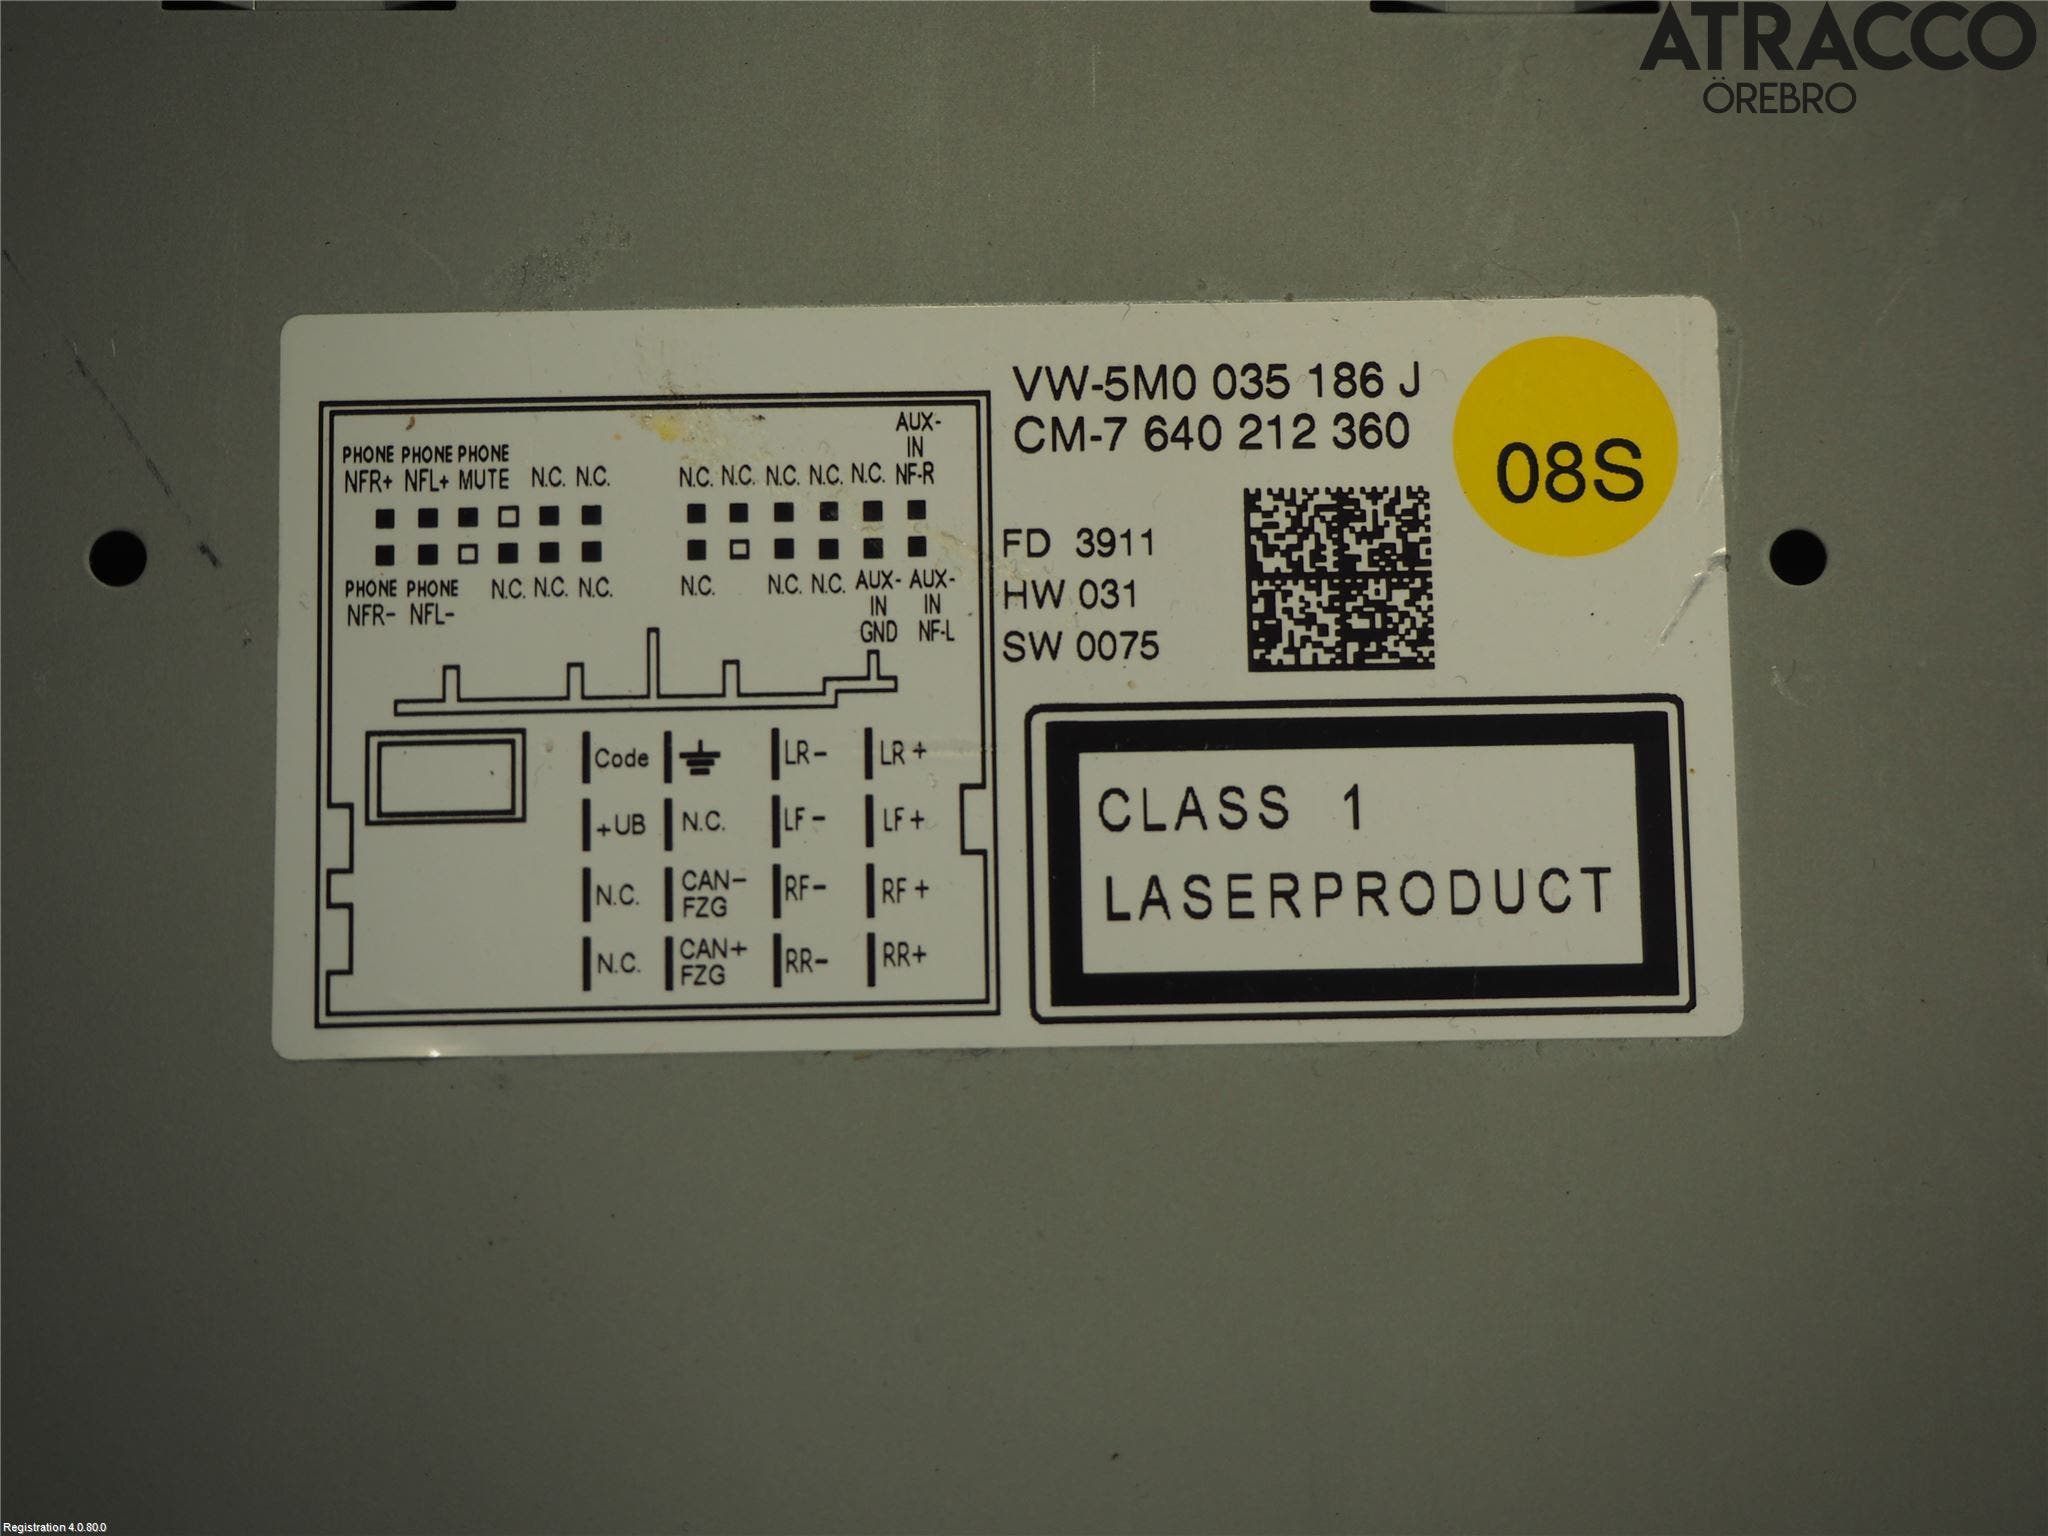 ATRACCO
ÖREBRO
VW-5M0 035 186 J
CM-7 640 212 360
08S
FD 3911
HW 031
SW 0075
CLASS 1
LASERPRODUCT
AUX-
PHONE PHONE PHONE IN
NFR+ NFL+ MUTE N.C. N.C. N.C. N.C. N.C. N.C. N.C. NF-R
PHONE PHONE N.C. N.C. N.C. N.C. N.C. N.C. AUX- AUX-
NFR- NFL- IN IN
GND NF-L
Code LR- LR+
+UB N.C. LF- LF+
N.C. CAN- FZG RF- RF+
N.C. CAN+ FZG RR- RR+
Registration 4.0.80.0